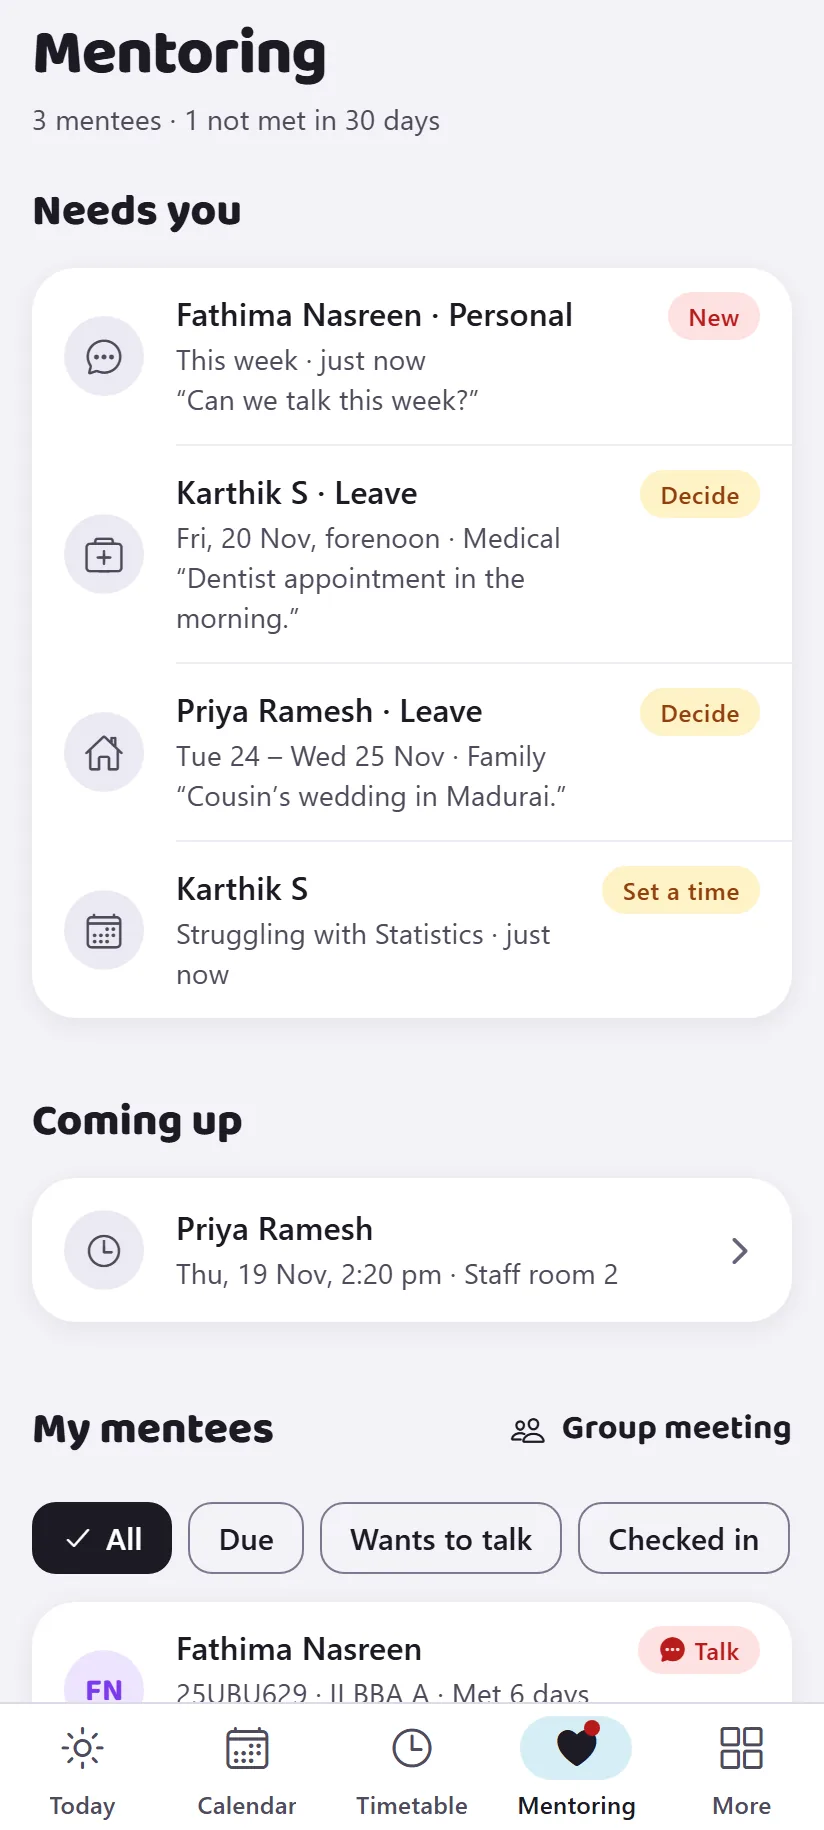 Mentoring
3 mentees · 1 not met in 30 days
Needs you
Fathima Nasreen · Personal
New
This week · just now
“Can we talk this week?”
Karthik S · Leave
Decide
Fri, 20 Nov, forenoon · Medical
“Dentist appointment in the
morning.”
Priya Ramesh · Leave
Decide
Tue 24 – Wed 25 Nov · Family
“Cousin’s wedding in Madurai.”
Karthik S
Set a time
Struggling with Statistics · just
now
Coming up
Priya Ramesh
Thu, 19 Nov, 2:20 pm · Staff room 2
My mentees
Group meeting
All
Due
Wants to talk
Checked in
Fathima Nasreen
Talk
FN
25UBU629 · II BBA A · Met 6 days
Today
Calendar
Timetable
Mentoring
More